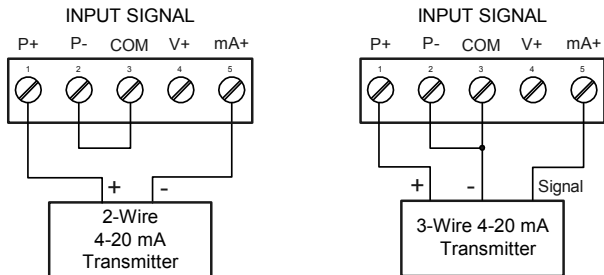 INPUT SIGNAL
P+ P- COM V+ mA+
1 2 3 4 5
+ -
2-Wire
4-20 mA
Transmitter
INPUT SIGNAL
P+ P- COM V+ mA+
1 2 3 4 5
+ - Signal
3-Wire 4-20 mA
Transmitter